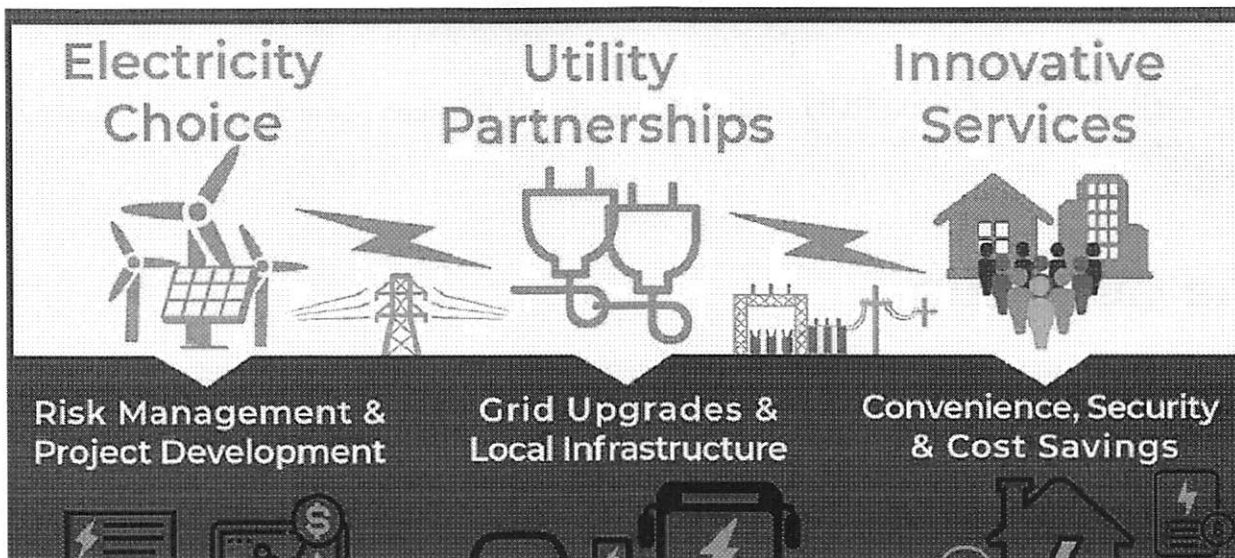 Electricity
Choice
Utility
Partnerships
Innovative
Services
Risk Management &
Project Development
Grid Upgrades &
Local Infrastructure
Convenience, Security
& Cost Savings
$